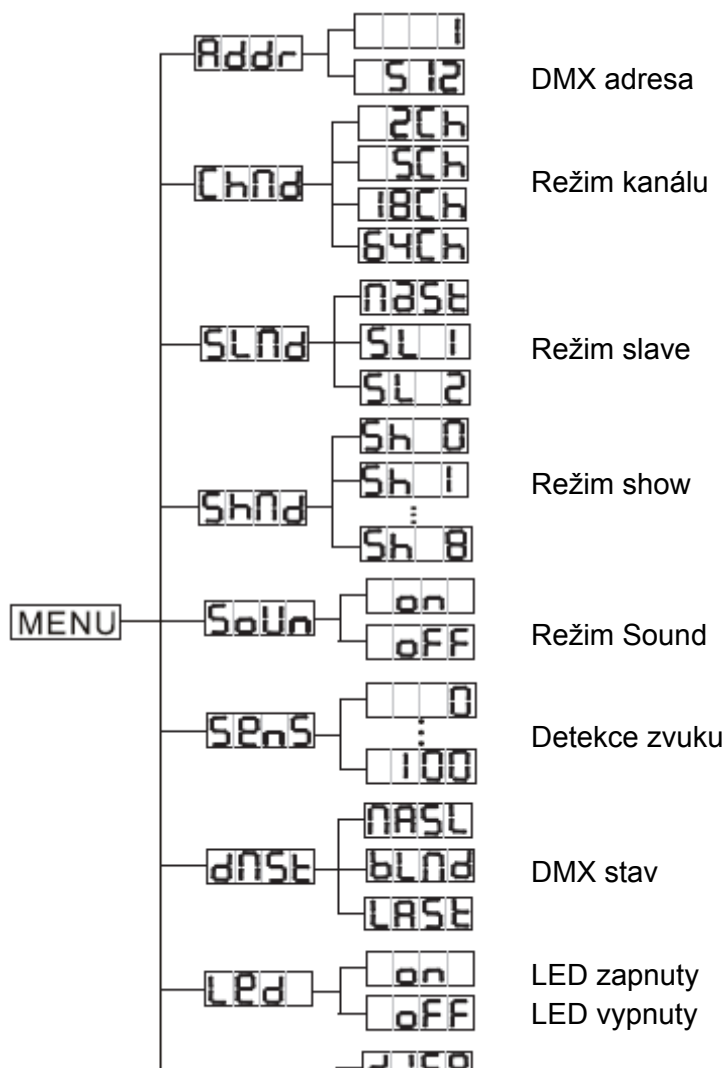 Addr
1
512
DMX adresa
ChMd
2Ch
5Ch
18Ch
64Ch
Režim kanálu
SLMd
MaSt
SL 1
SL 2
Režim slave
ShMd
Sh 0
Sh 1
Sh 8
Režim show
MENU
SoUn
on
oFF
Režim Sound
SenS
0
100
Detekce zvuku
dMSt
MASL
bLMd
LASt
DMX stav
Led
on
oFF
LED zapnuty
LED vypnuty